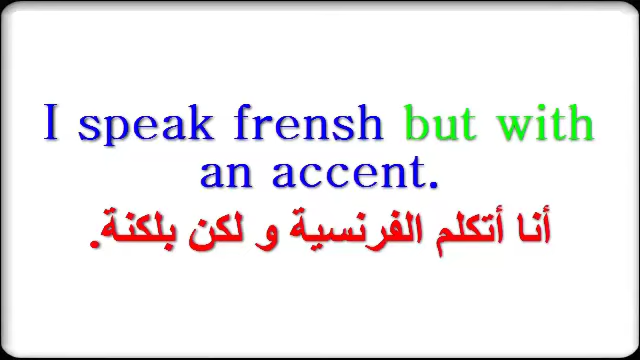 I speak frensh but with
an accent.
أنا أتكلم الفرنسية و لكن بلكنة.